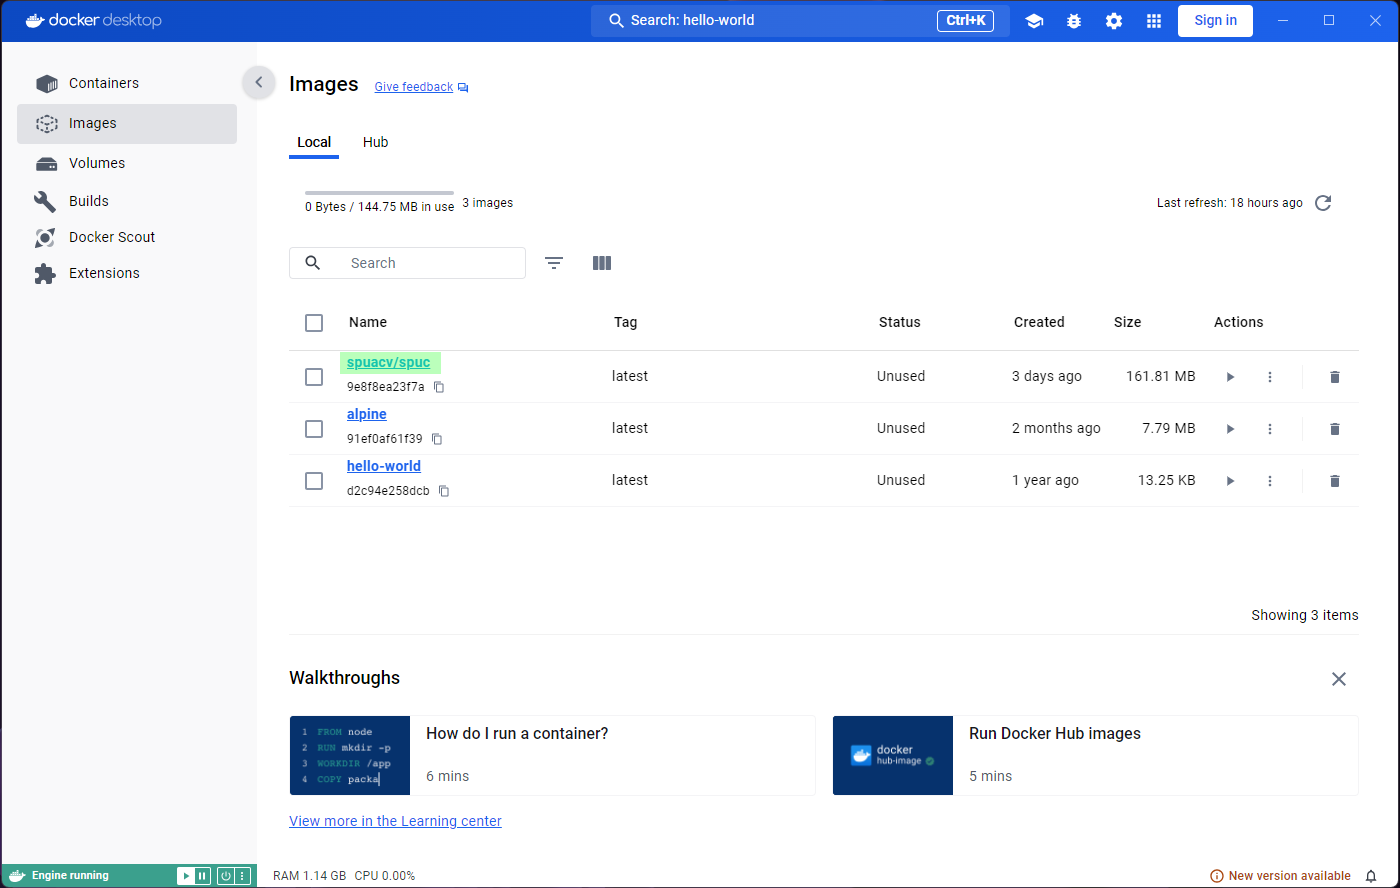 docker desktop
Search: hello-world
Ctrl+K
Sign in
Containers
Images
Volumes
Builds
Docker Scout
Extensions
Images
Give feedback
Local
Hub
0 Bytes / 144.75 MB in use
3 images
Last refresh: 18 hours ago
Search
Name Tag Status Created Size Actions
spuacv/spuc
9e8f8ea23f7a
latest Unused 3 days ago 161.81 MB
alpine
91ef0af61f39
latest Unused 2 months ago 7.79 MB
hello-world
d2c94e258dcb
latest Unused 1 year ago 13.25 KB
Showing 3 items
Walkthroughs
1 FROM node
2 RUN mkdir -p
3 WORKDIR /app
4 COPY packa
How do I run a container?
6 mins
docker
hub-image
Run Docker Hub images
5 mins
View more in the Learning center
Engine running
RAM 1.14 GB CPU 0.00%
New version available